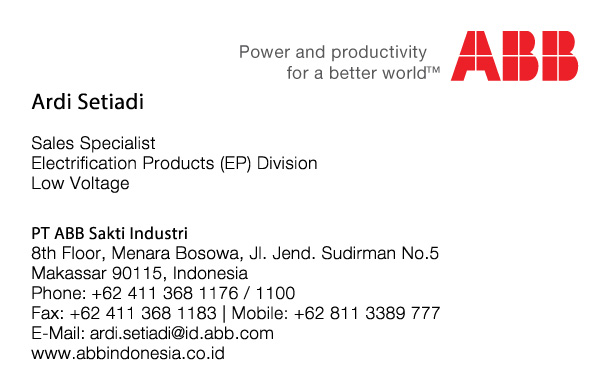 Power and productivity
for a better world™
ABB
Ardi Setiadi
Sales Specialist
Electrification Products (EP) Division
Low Voltage
PT ABB Sakti Industri
8th Floor, Menara Bosowa, Jl. Jend. Sudirman No.5
Makassar 90115, Indonesia
Phone: +62 411 368 1176 / 1100
Fax: +62 411 368 1183 | Mobile: +62 811 3389 777
E-Mail: ardi.setiadi@id.abb.com
www.abbindonesia.co.id